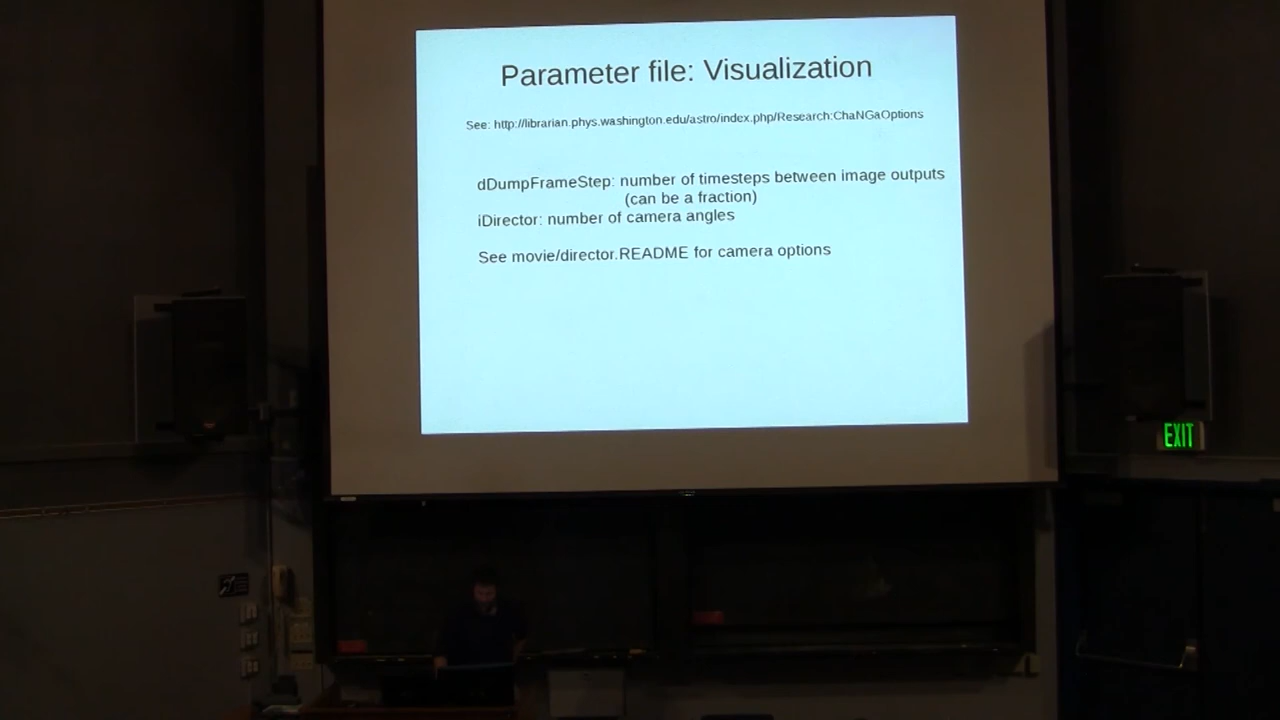 Parameter file: Visualization
See: http://librarian.phys.washington.edu/astro/index.php/Research:ChaNGaOptions
dDumpFrameStep: number of timesteps between image outputs
(can be a fraction)
iDirector: number of camera angles
See movie/director.README for camera options
EXIT